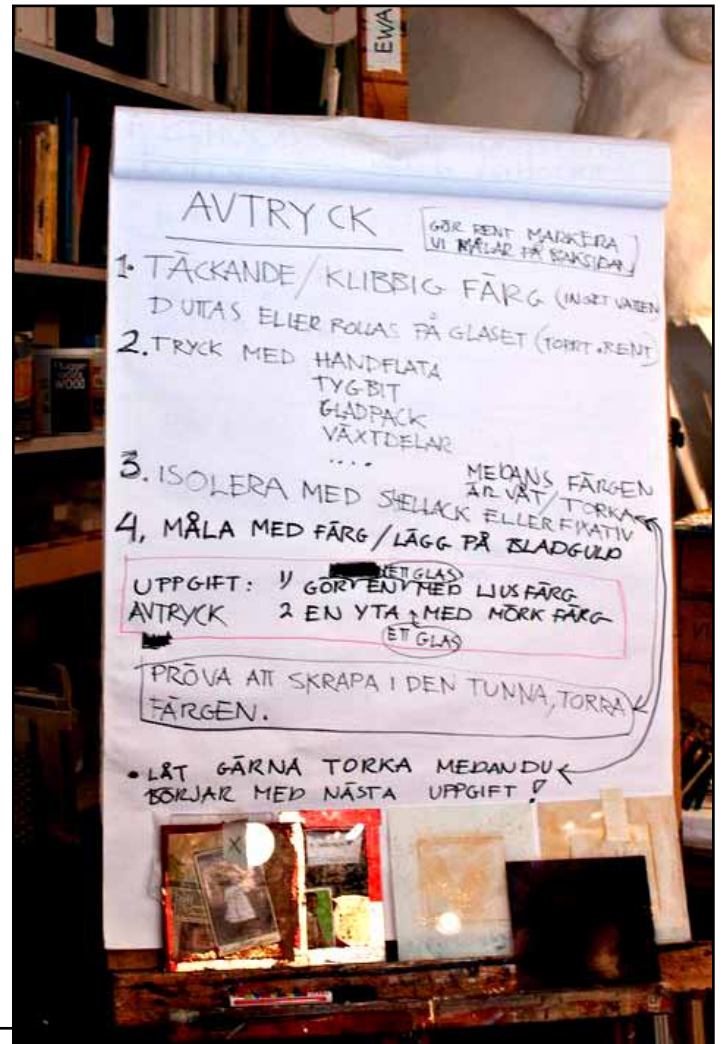 EWA
AVTRYCK
GÖR RENT MARKERA
VI MÅLAR PÅ BAKSIDAN
1. TÄCKANDE/KLIBBIG FÄRG (INGET VATTEN
DUTTAS ELLER ROLLAS PÅ GLASET (TORRT+RENT)
2. TRYCK MED HANDFLATA
TYGBIT
GLADPACK
VÄXTDELAR
....
MEDANS FÄRGEN
ÄR VÅT/TORKA
3. ISOLERA MED SHELLACK ELLER FIXATIV
4, MÅLA MED FÄRG/LÄGG PÅ BLADGULD
ETT GLAS
UPPGIFT: 1) GÖR EN MED LJUS FÄRG
AVTRYCK 2 EN YTA MED MÖRK FÄRG
ETT GLAS
PRÖVA ATT SKRAPA I DEN TUNNA, TORRA
FÄRGEN.
• LÅT GÄRNA TORKA MEDAN DU
BÖRJAR MED NÄSTA UPPGIFT!
X